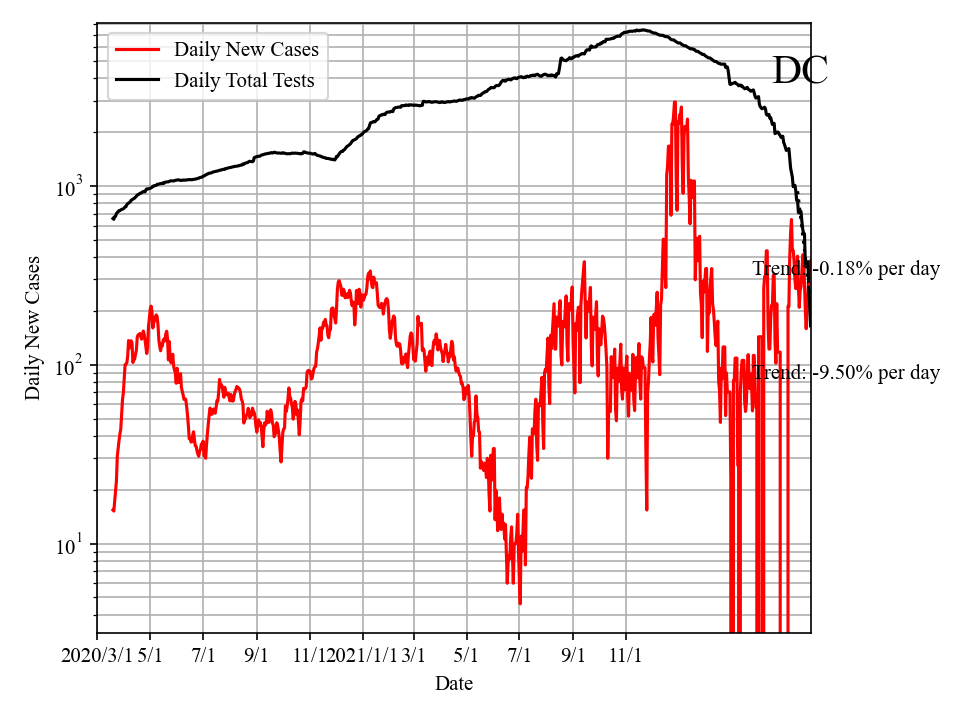 Daily New Cases
Daily Total Tests
DC
10^3
Trend: -0.18% per day
Daily New Cases
10^2
Trend: -9.50% per day
10^1
2020/3/1 5/1 7/1 9/1 11/1 2021/1/1 3/1 5/1 7/1 9/1 11/1
Date